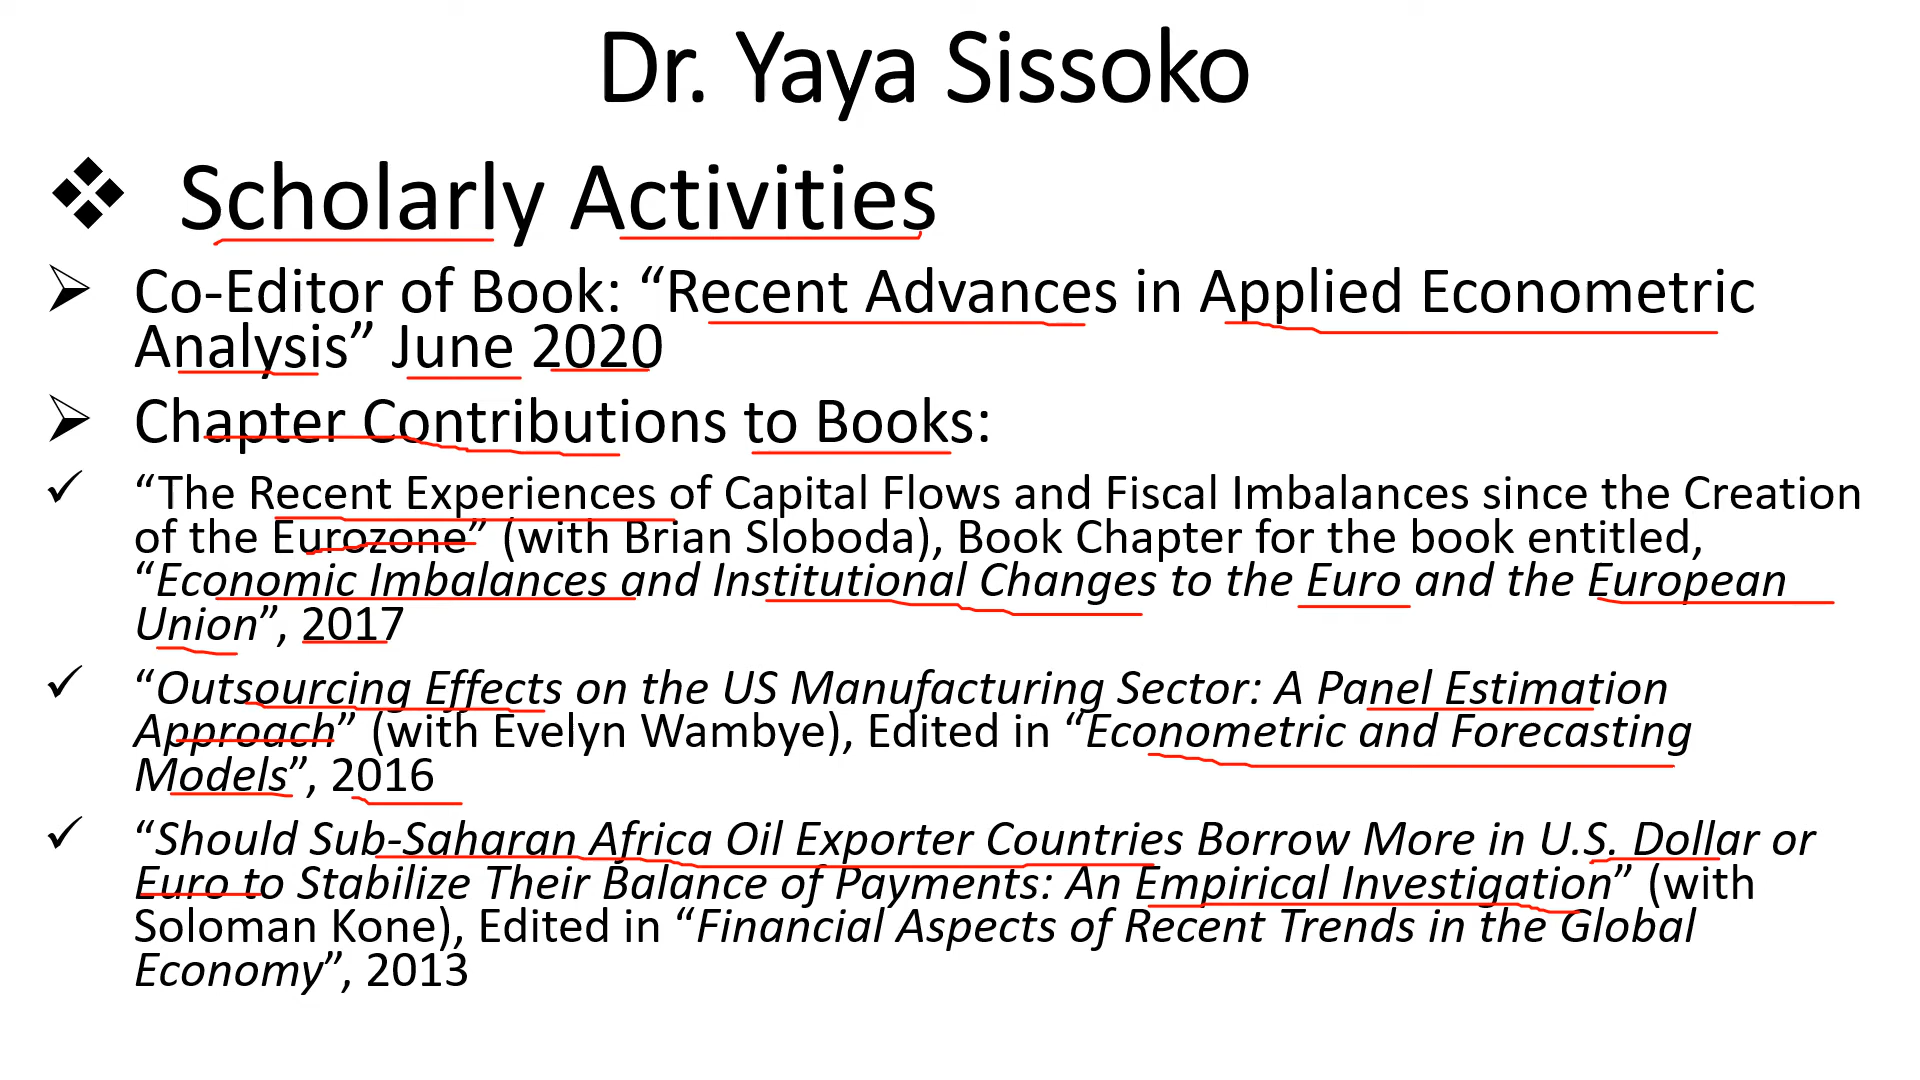 Dr. Yaya Sissoko
❖ Scholarly Activities
➢ Co-Editor of Book: “Recent Advances in Applied Econometric
Analysis” June 2020
➢ Chapter Contributions to Books:
✓ “The Recent Experiences of Capital Flows and Fiscal Imbalances since the Creation
of the Eurozone” (with Brian Sloboda), Book Chapter for the book entitled,
“Economic Imbalances and Institutional Changes to the Euro and the European
Union”, 2017
✓ “Outsourcing Effects on the US Manufacturing Sector: A Panel Estimation
Approach” (with Evelyn Wambye), Edited in “Econometric and Forecasting
Models”, 2016
✓ “Should Sub-Saharan Africa Oil Exporter Countries Borrow More in U.S. Dollar or
Euro to Stabilize Their Balance of Payments: An Empirical Investigation” (with
Soloman Kone), Edited in “Financial Aspects of Recent Trends in the Global
Economy”, 2013